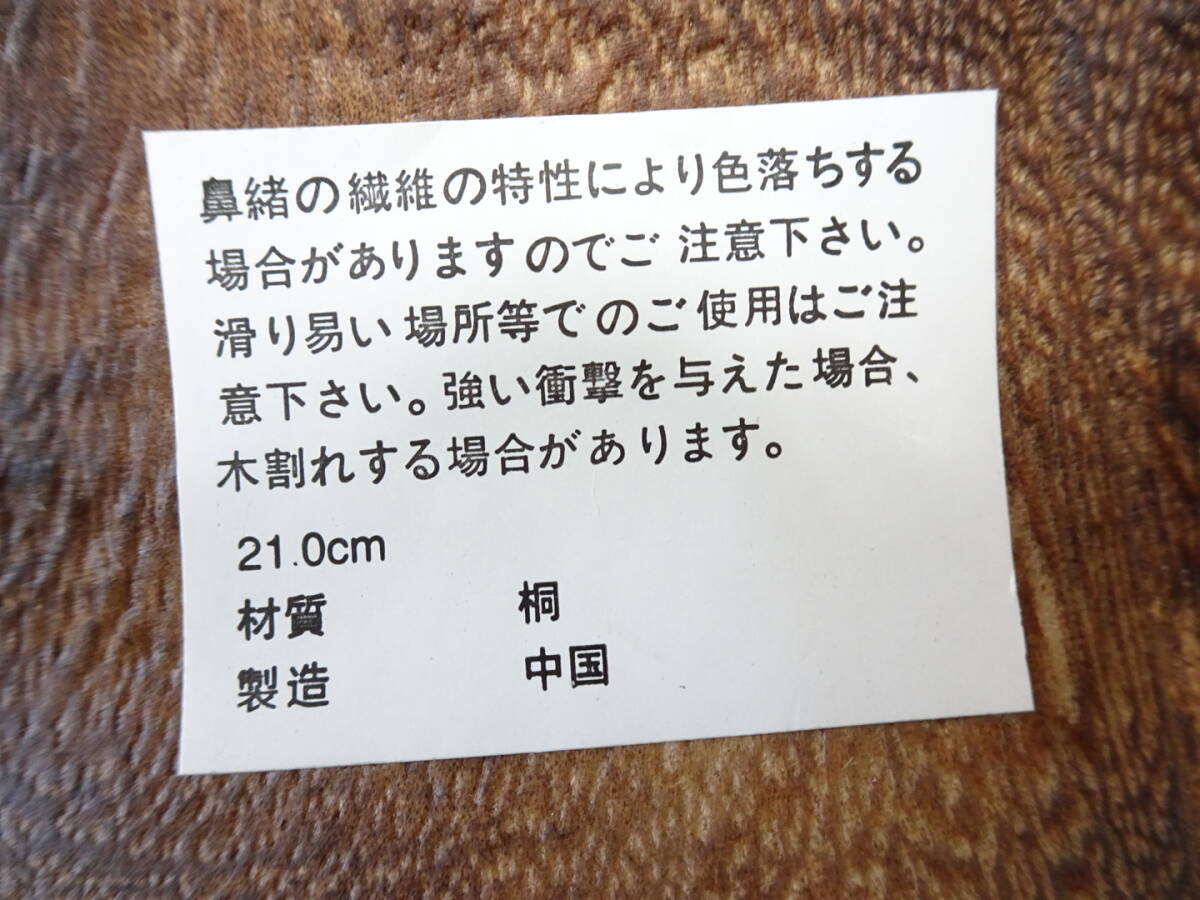 鼻緒の繊維の特性により色落ちする
場合がありますのでご注意下さい。
滑り易い場所等でのご使用はご注
意下さい。強い衝撃を与えた場合、
木割れする場合があります。
21.0cm
材質 桐
製造 中国